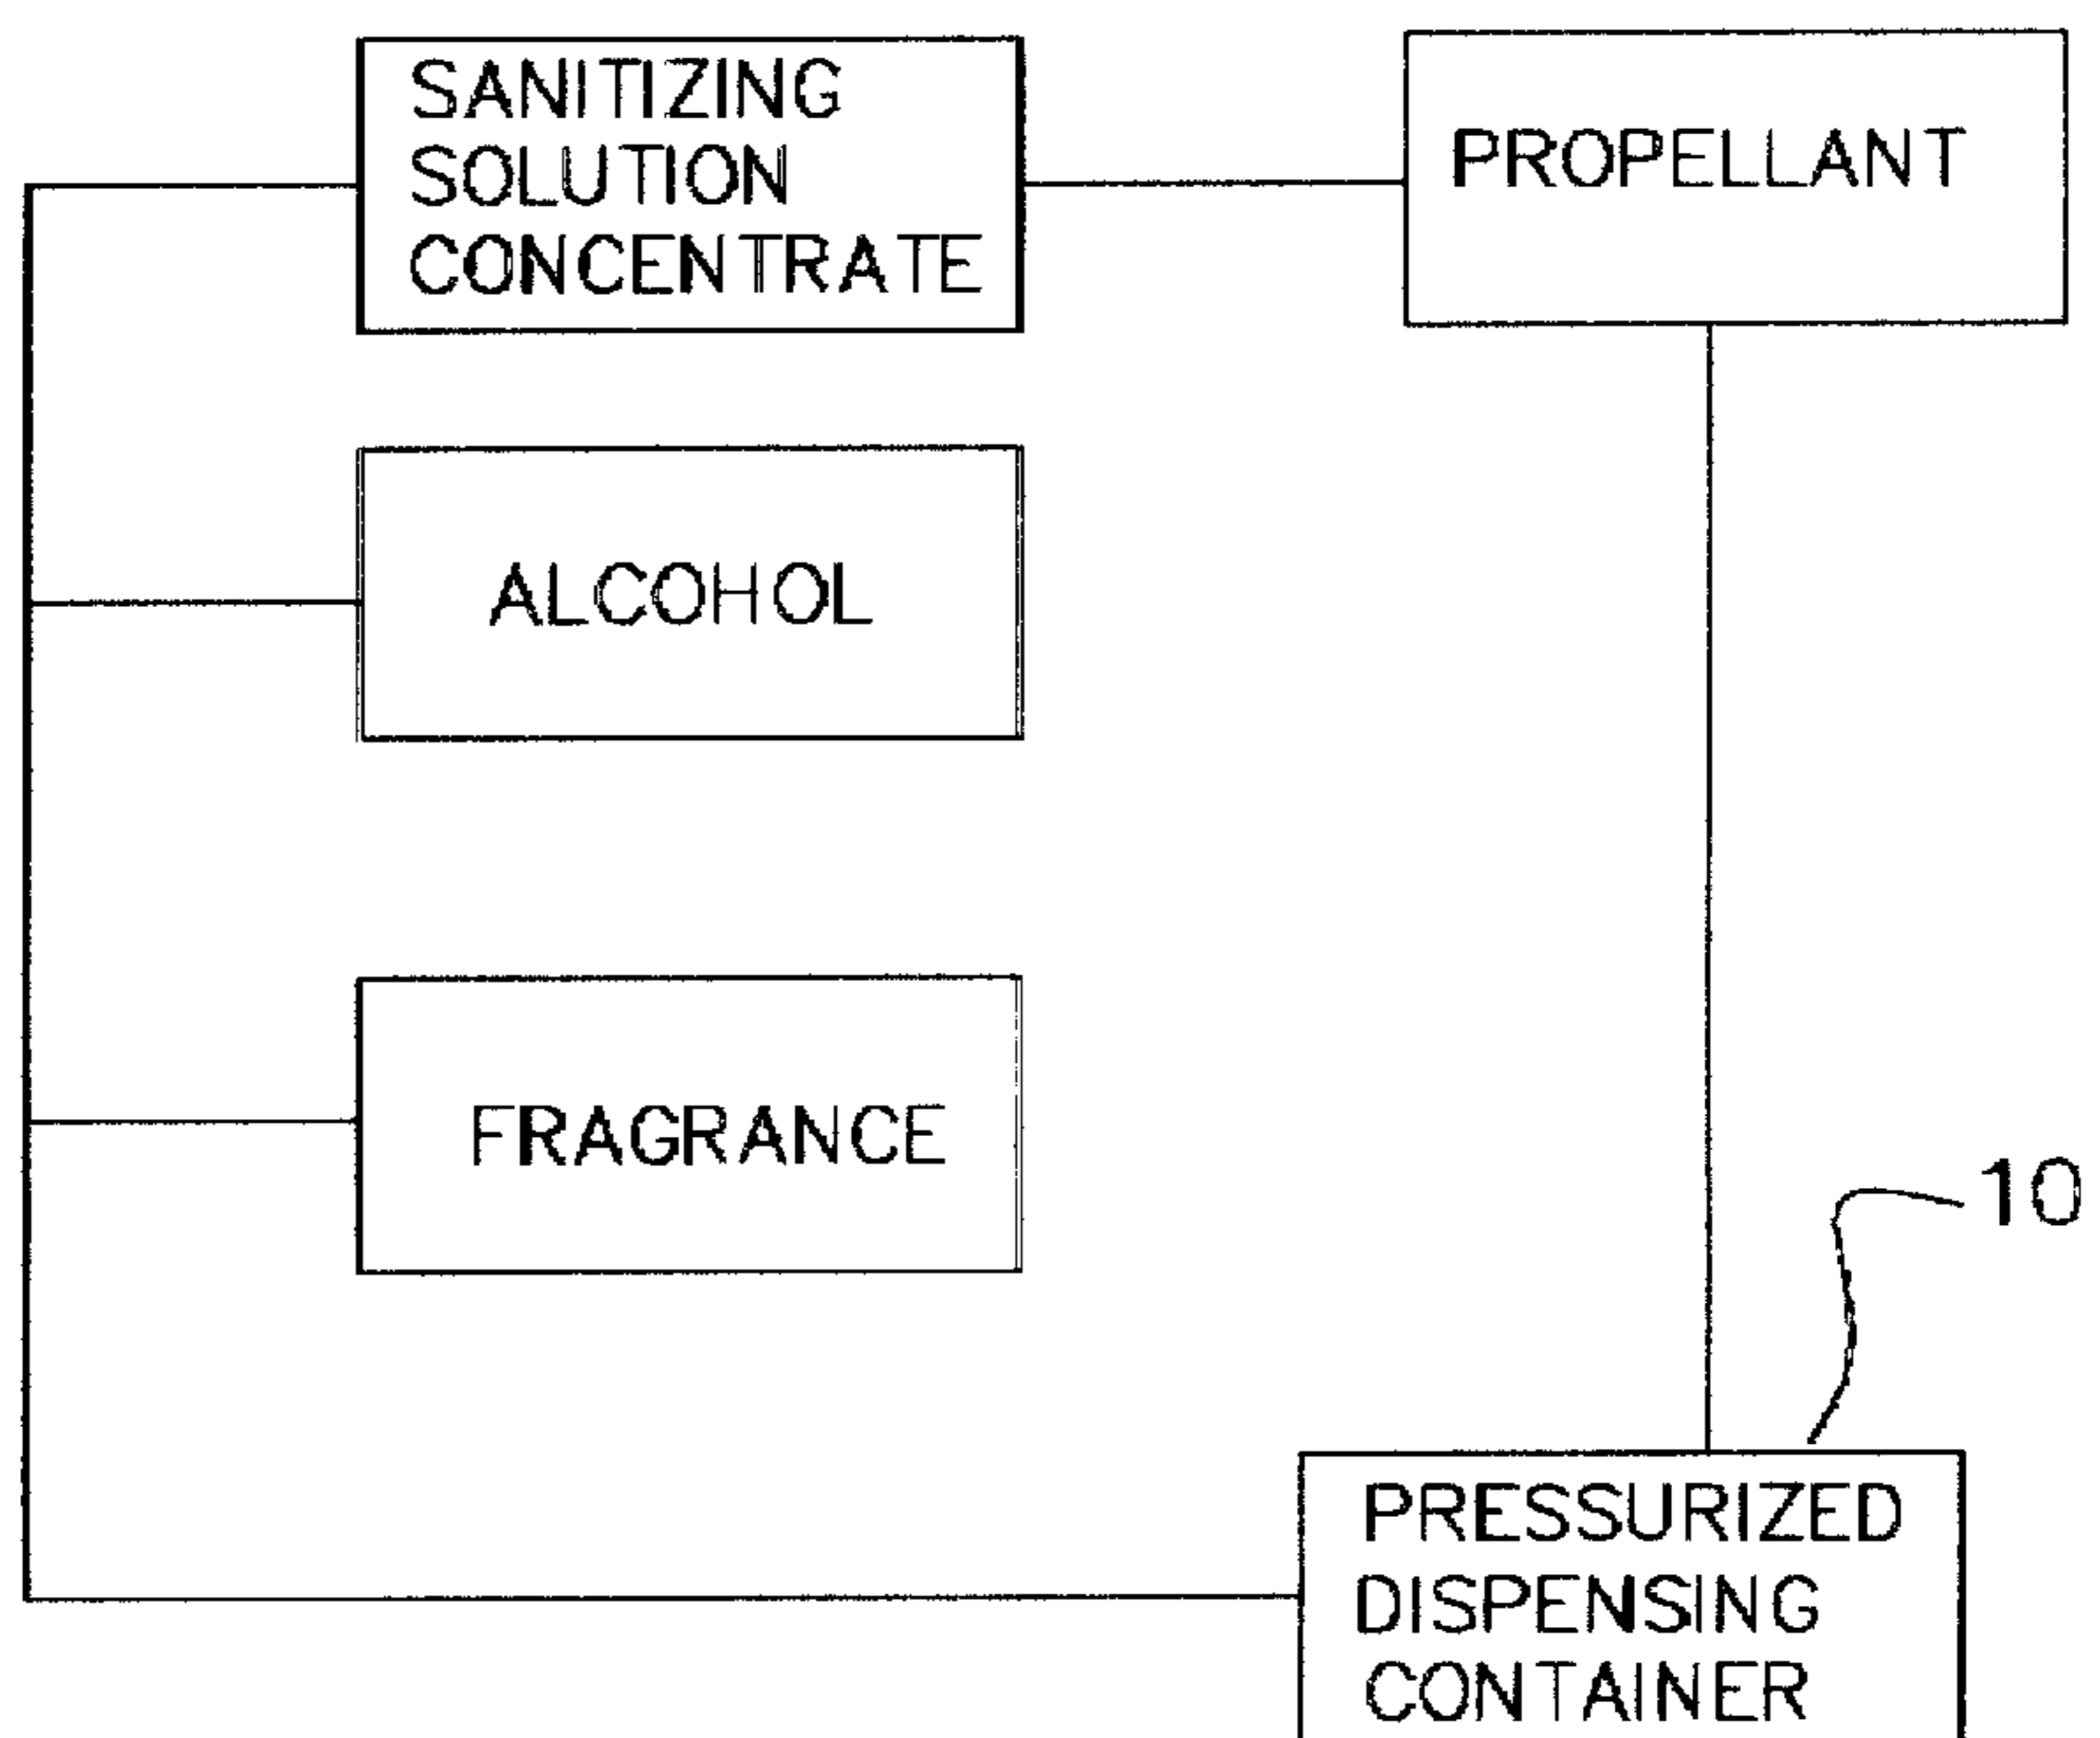 SANITIZING
SOLUTION
CONCENTRATE
PROPELLANT
ALCOHOL
FRAGRANCE
10
PRESSURIZED
DISPENSING
CONTAINER